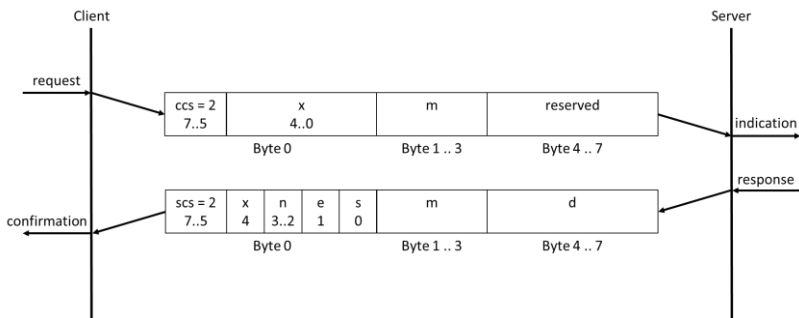 Client
Server
request
ccs = 2
7..5
x
4..0
m
reserved
indication
Byte 0
Byte 1 .. 3
Byte 4 .. 7
response
scs = 2
7..5
x
4
n
3..2
e
1
s
0
m
d
confirmation
Byte 0
Byte 1 .. 3
Byte 4 .. 7